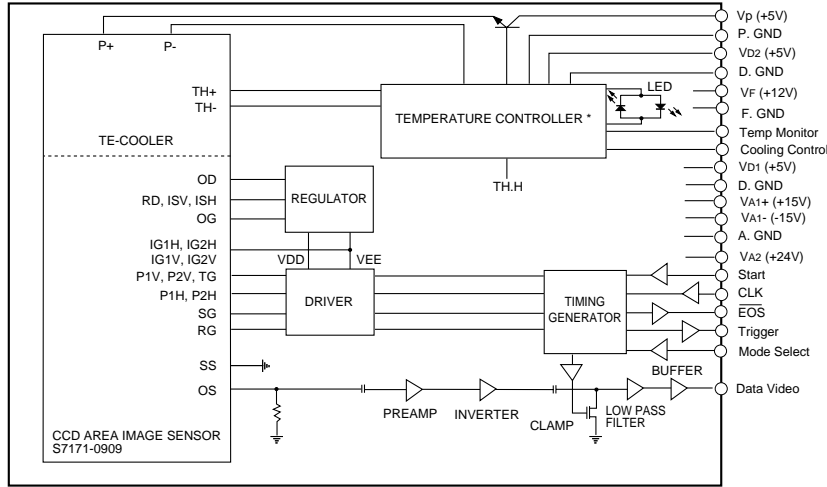 P+ P-
TH+
TH-
TE-COOLER
OD
RD, ISV, ISH
OG
IG1H, IG2H
IG1V, IG2V
P1V, P2V, TG
P1H, P2H
SG
RG
SS
OS
CCD AREA IMAGE SENSOR
S7171-0909
REGULATOR
VDD VEE
DRIVER
TEMPERATURE CONTROLLER *
TH.H
LED
TIMING
GENERATOR
PREAMP
INVERTER
CLAMP
LOW PASS
FILTER
BUFFER
Vp (+5V)
P. GND
VD2 (+5V)
D. GND
VF (+12V)
F. GND
Temp Monitor
Cooling Control
VD1 (+5V)
D. GND
VA1+ (+15V)
VA1- (-15V)
A. GND
VA2 (+24V)
Start
CLK
EOS
Trigger
Mode Select
Data Video